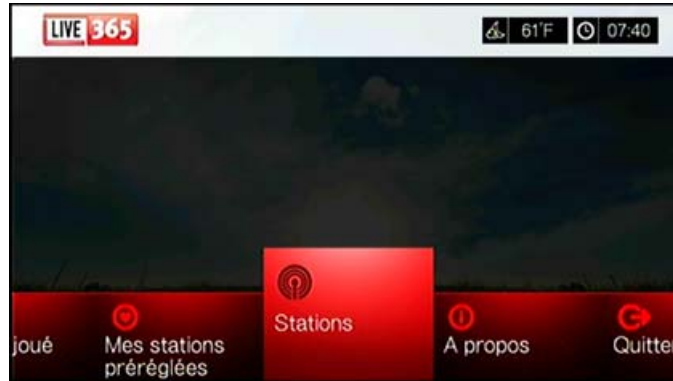 LIVE 365
61°F
07:40
Stations
joué
Mes stations
préréglées
A propos
Quitter